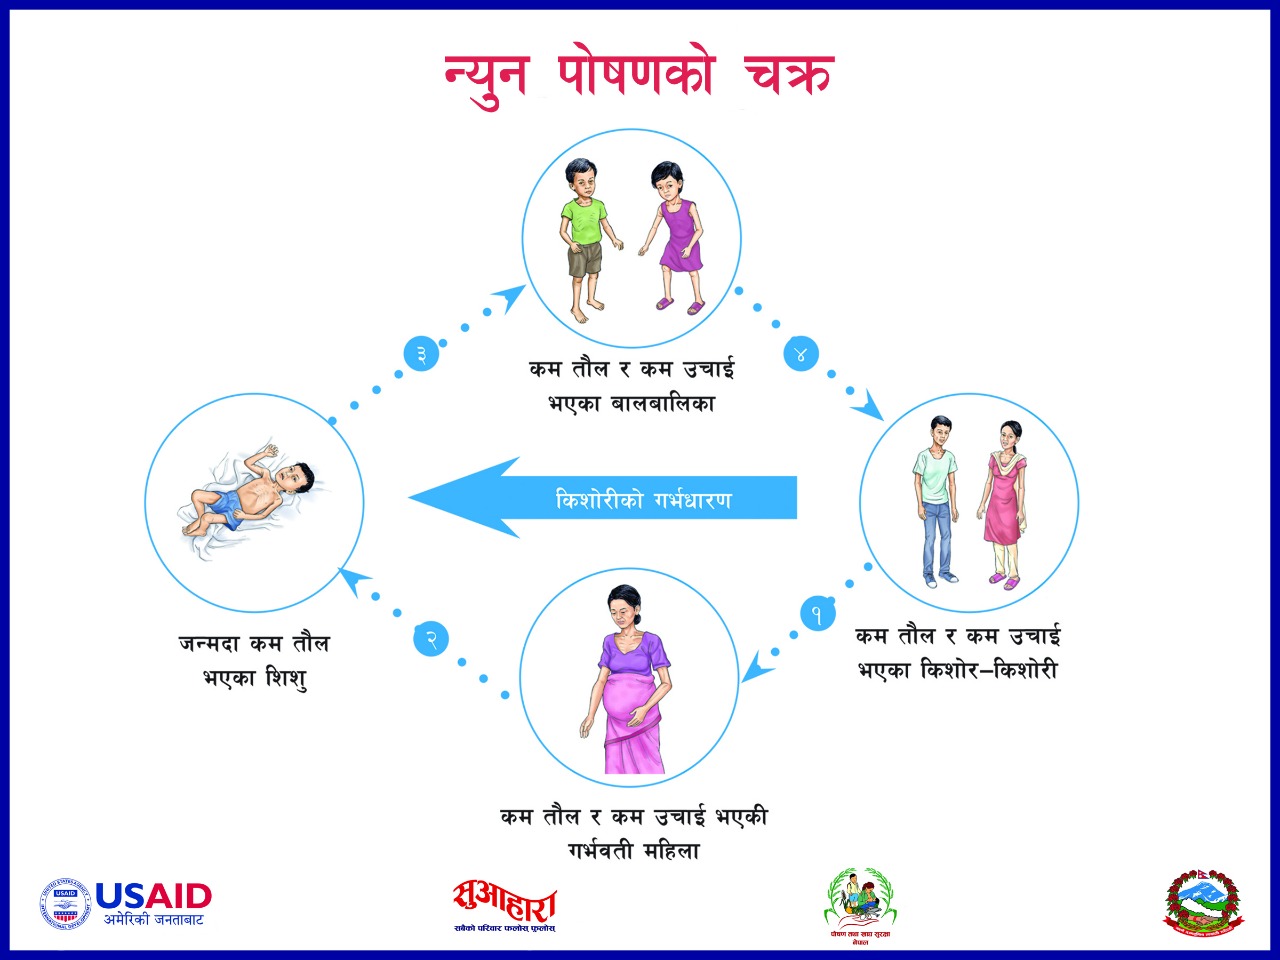 न्युन पोषणको चक्र
३
४
कम तौल र कम उचाई
भएका बालबालिका
किशोरीको गर्भधारण
जन्मदा कम तौल
भएका शिशु
२
१
कम तौल र कम उचाई
भएका किशोर–किशोरी
कम तौल र कम उचाई भएकी
गर्भवती महिला
USAID
USAID
अमेरिकी जनताबाट
सुआहारा
सबैको परिवार फलोस् फुलोस्
पोषण तथा खाद्य सुरक्षा
नेपाल